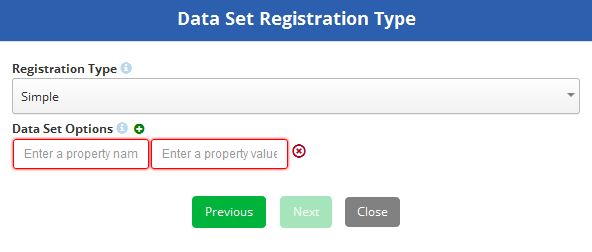 Data Set Registration Type
Registration Type
Simple
Data Set Options
Enter a property nam Enter a property value
Previous Next Close